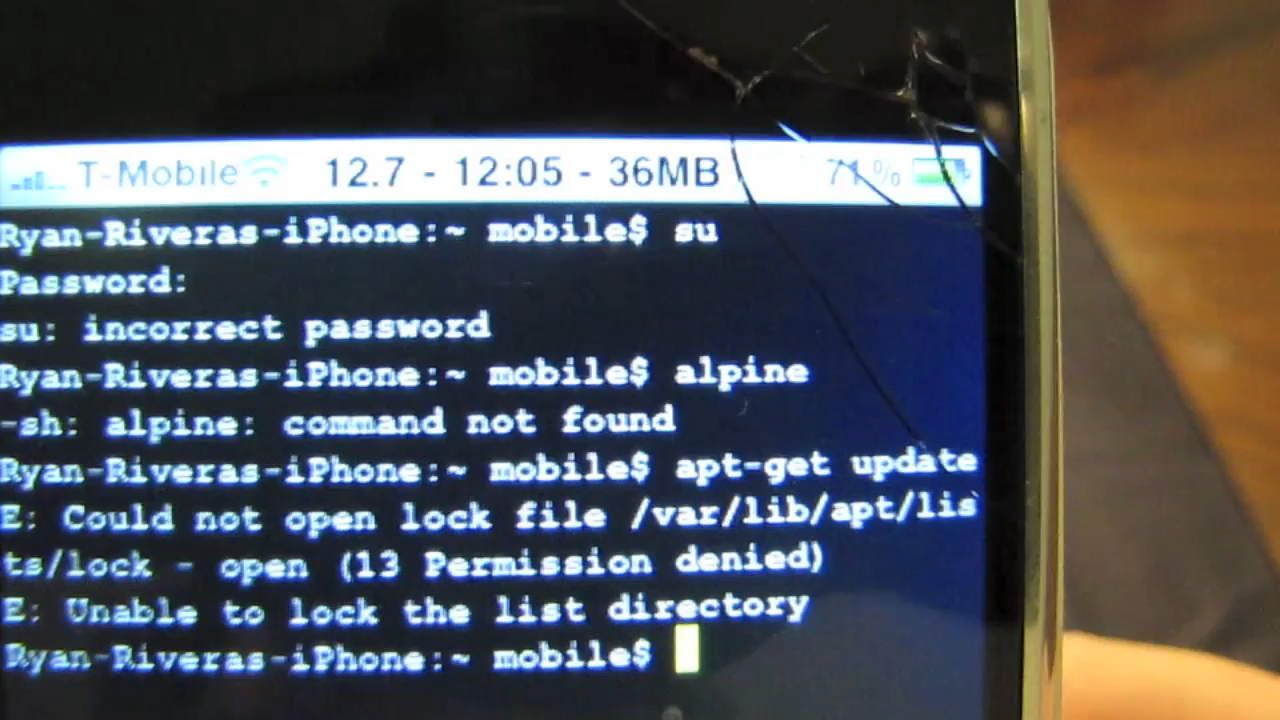 T-Mobile 12.7 - 12:05 - 36MB 71%
Ryan-Riveras-iPhone:~ mobile$ su
Password:
su: incorrect password
Ryan-Riveras-iPhone:~ mobile$ alpine
-sh: alpine: command not found
Ryan-Riveras-iPhone:~ mobile$ apt-get update
E: Could not open lock file /var/lib/apt/lis
ts/lock - open (13 Permission denied)
E: Unable to lock the list directory
Ryan-Riveras-iPhone:~ mobile$